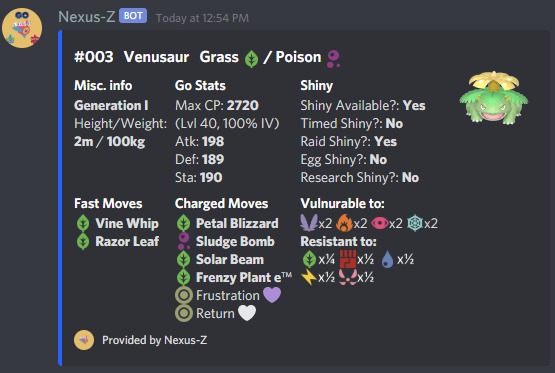 Nexus-Z BOT Today at 12:54 PM
#003 Venusaur Grass / Poison
Misc. info
Generation I
Height/Weight:
2m / 100kg
Go Stats
Max CP: 2720
(Lvl 40, 100% IV)
Atk: 198
Def: 189
Sta: 190
Shiny
Shiny Available?: Yes
Timed Shiny?: No
Raid Shiny?: Yes
Egg Shiny?: No
Research Shiny?: No
Fast Moves
Vine Whip
Razor Leaf
Charged Moves
Petal Blizzard
Sludge Bomb
Solar Beam
Frenzy Plant e™
Frustration
Return
Vulnurable to:
x2 x2 x2 x2
Resistant to:
x¼ x½ x½
x½ x½
Provided by Nexus-Z